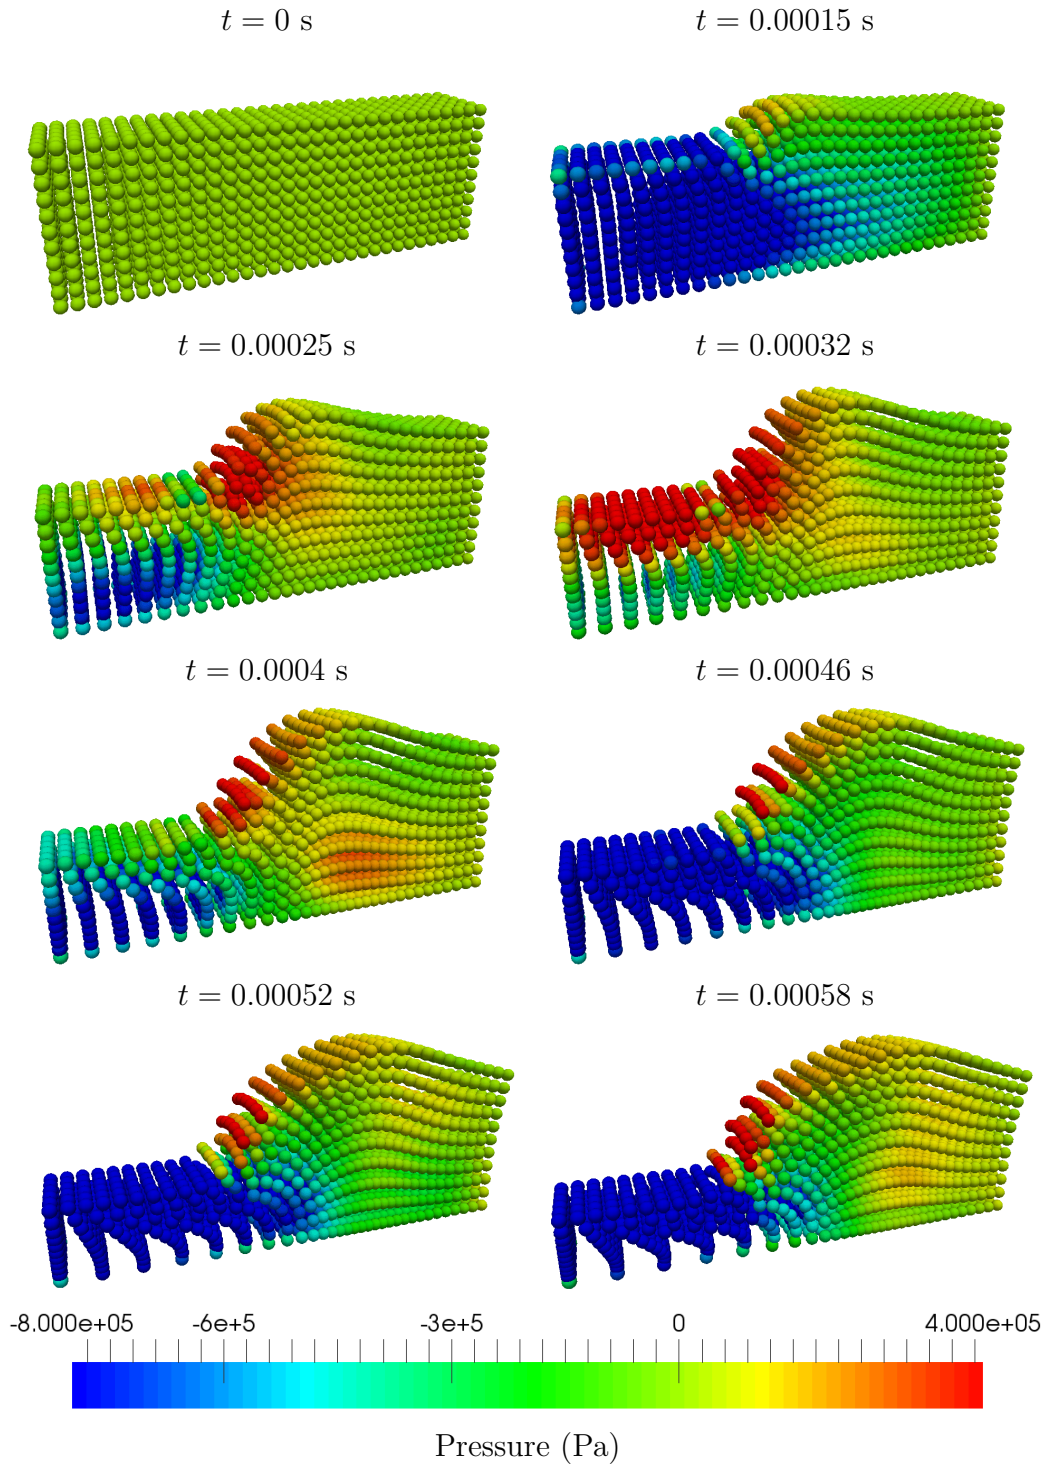 t = 0 s
t = 0.00015 s
t = 0.00025 s
t = 0.00032 s
t = 0.0004 s
t = 0.00046 s
t = 0.00052 s
t = 0.00058 s
-8.000e+05 -6e+5 -3e+5 0 4.000e+05
Pressure (Pa)